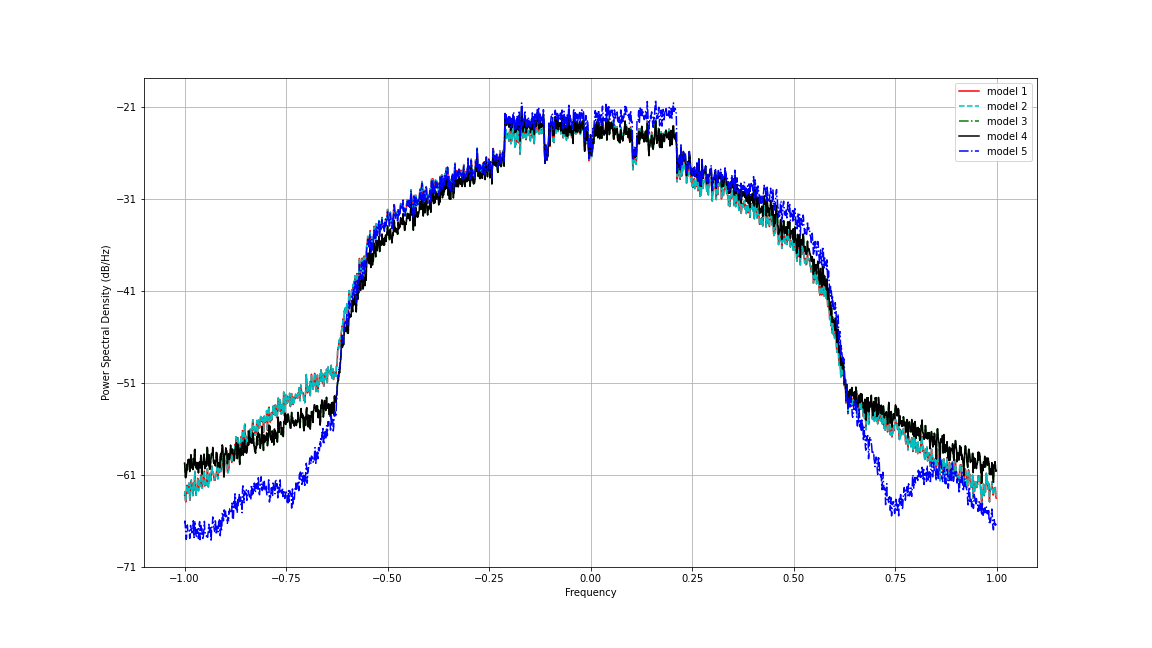 −21
−31
−41
−51
−61
−71
Power Spectral Density (dB/Hz)
−1.00 −0.75 −0.50 −0.25 0.00 0.25 0.50 0.75 1.00
Frequency
model 1
model 2
model 3
model 4
model 5